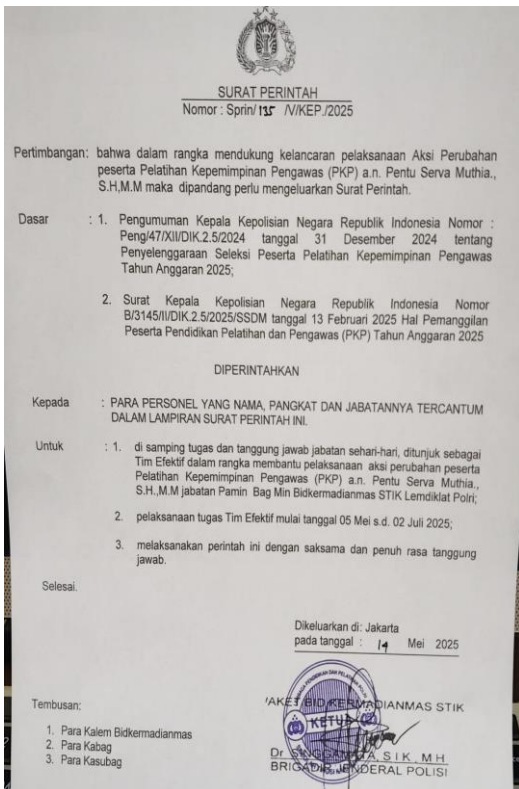 SURAT PERINTAH
Nomor : Sprin/ 135 /V/KEP./2025
Pertimbangan: bahwa dalam rangka mendukung kelancaran pelaksanaan Aksi Perubahan
peserta Pelatihan Kepemimpinan Pengawas (PKP) a.n. Pentu Serva Muthia.,
S.H,M.M maka dipandang perlu mengeluarkan Surat Perintah.
Dasar : 1. Pengumuman Kepala Kepolisian Negara Republik Indonesia Nomor :
Peng/47/XII/DIK.2.5/2024 tanggal 31 Desember 2024 tentang
Penyelenggaraan Seleksi Peserta Pelatihan Kepemimpinan Pengawas
Tahun Anggaran 2025;
2. Surat Kepala Kepolisian Negara Republik Indonesia Nomor
B/3145/II/DIK.2.5/2025/SSDM tanggal 13 Februari 2025 Hal Pemanggilan
Peserta Pendidikan Pelatihan dan Pengawas (PKP) Tahun Anggaran 2025
DIPERINTAHKAN
Kepada : PARA PERSONEL YANG NAMA, PANGKAT DAN JABATANNYA TERCANTUM
DALAM LAMPIRAN SURAT PERINTAH INI.
Untuk : 1. di samping tugas dan tanggung jawab jabatan sehari-hari, ditunjuk sebagai
Tim Efektif dalam rangka membantu pelaksanaan aksi perubahan peserta
Pelatihan Kepemimpinan Pengawas (PKP) a.n. Pentu Serva Muthia.,
S.H.,M.M jabatan Pamin Bag Min Bidkermadianmas STIK Lemdiklat Polri;
2. pelaksanaan tugas Tim Efektif mulai tanggal 05 Mei s.d. 02 Juli 2025;
3. melaksanakan perintah ini dengan saksama dan penuh rasa tanggung
jawab.
Selesai.
Dikeluarkan di: Jakarta
pada tanggal : 14 Mei 2025
WAKET BID KERMADIANMAS STIK
KETUA
S.I.K., M.H
BRIGADIR JENDERAL POLISI
Tembusan:
1. Para Kalem Bidkermadianmas
2. Para Kabag
3. Para Kasubag